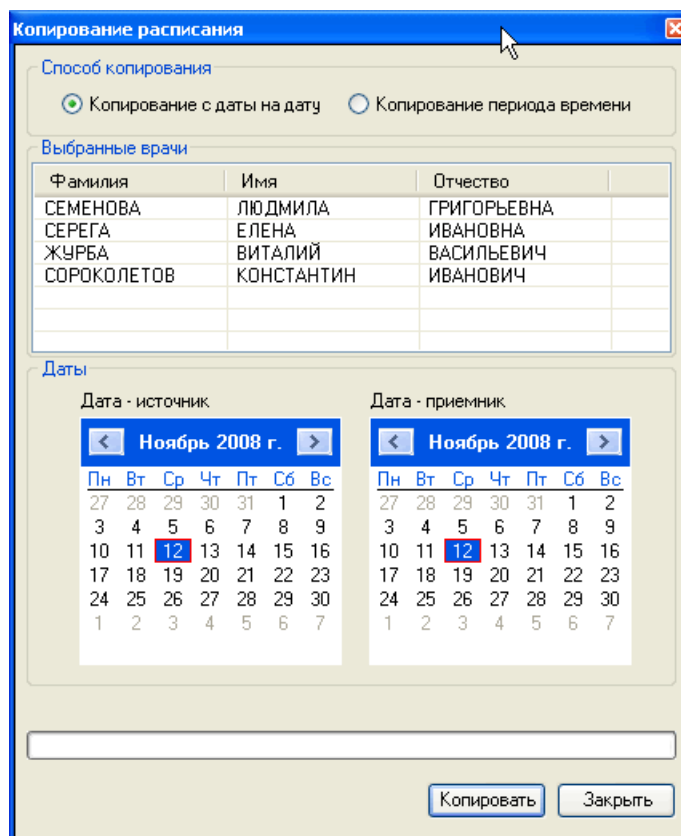 Копирование расписания
Способ копирования
Копирование с даты на дату Копирование периода времени
Выбранные врачи
Фамилия Имя Отчество
СЕМЕНОВА ЛЮДМИЛА ГРИГОРЬЕВНА
СЕРЕГА ЕЛЕНА ИВАНОВНА
ЖУРБА ВИТАЛИЙ ВАСИЛЬЕВИЧ
СОРОКОЛЕТОВ КОНСТАНТИН ИВАНОВИЧ
Даты
Дата - источник Дата - приемник
Ноябрь 2008 г. Ноябрь 2008 г.
Пн Вт Ср Чт Пт Сб Вс Пн Вт Ср Чт Пт Сб Вс
27 28 29 30 31 1 2 27 28 29 30 31 1 2
3 4 5 6 7 8 9 3 4 5 6 7 8 9
10 11 12 13 14 15 16 10 11 12 13 14 15 16
17 18 19 20 21 22 23 17 18 19 20 21 22 23
24 25 26 27 28 29 30 24 25 26 27 28 29 30
1 2 3 4 5 6 7 1 2 3 4 5 6 7
Копировать Закрыть